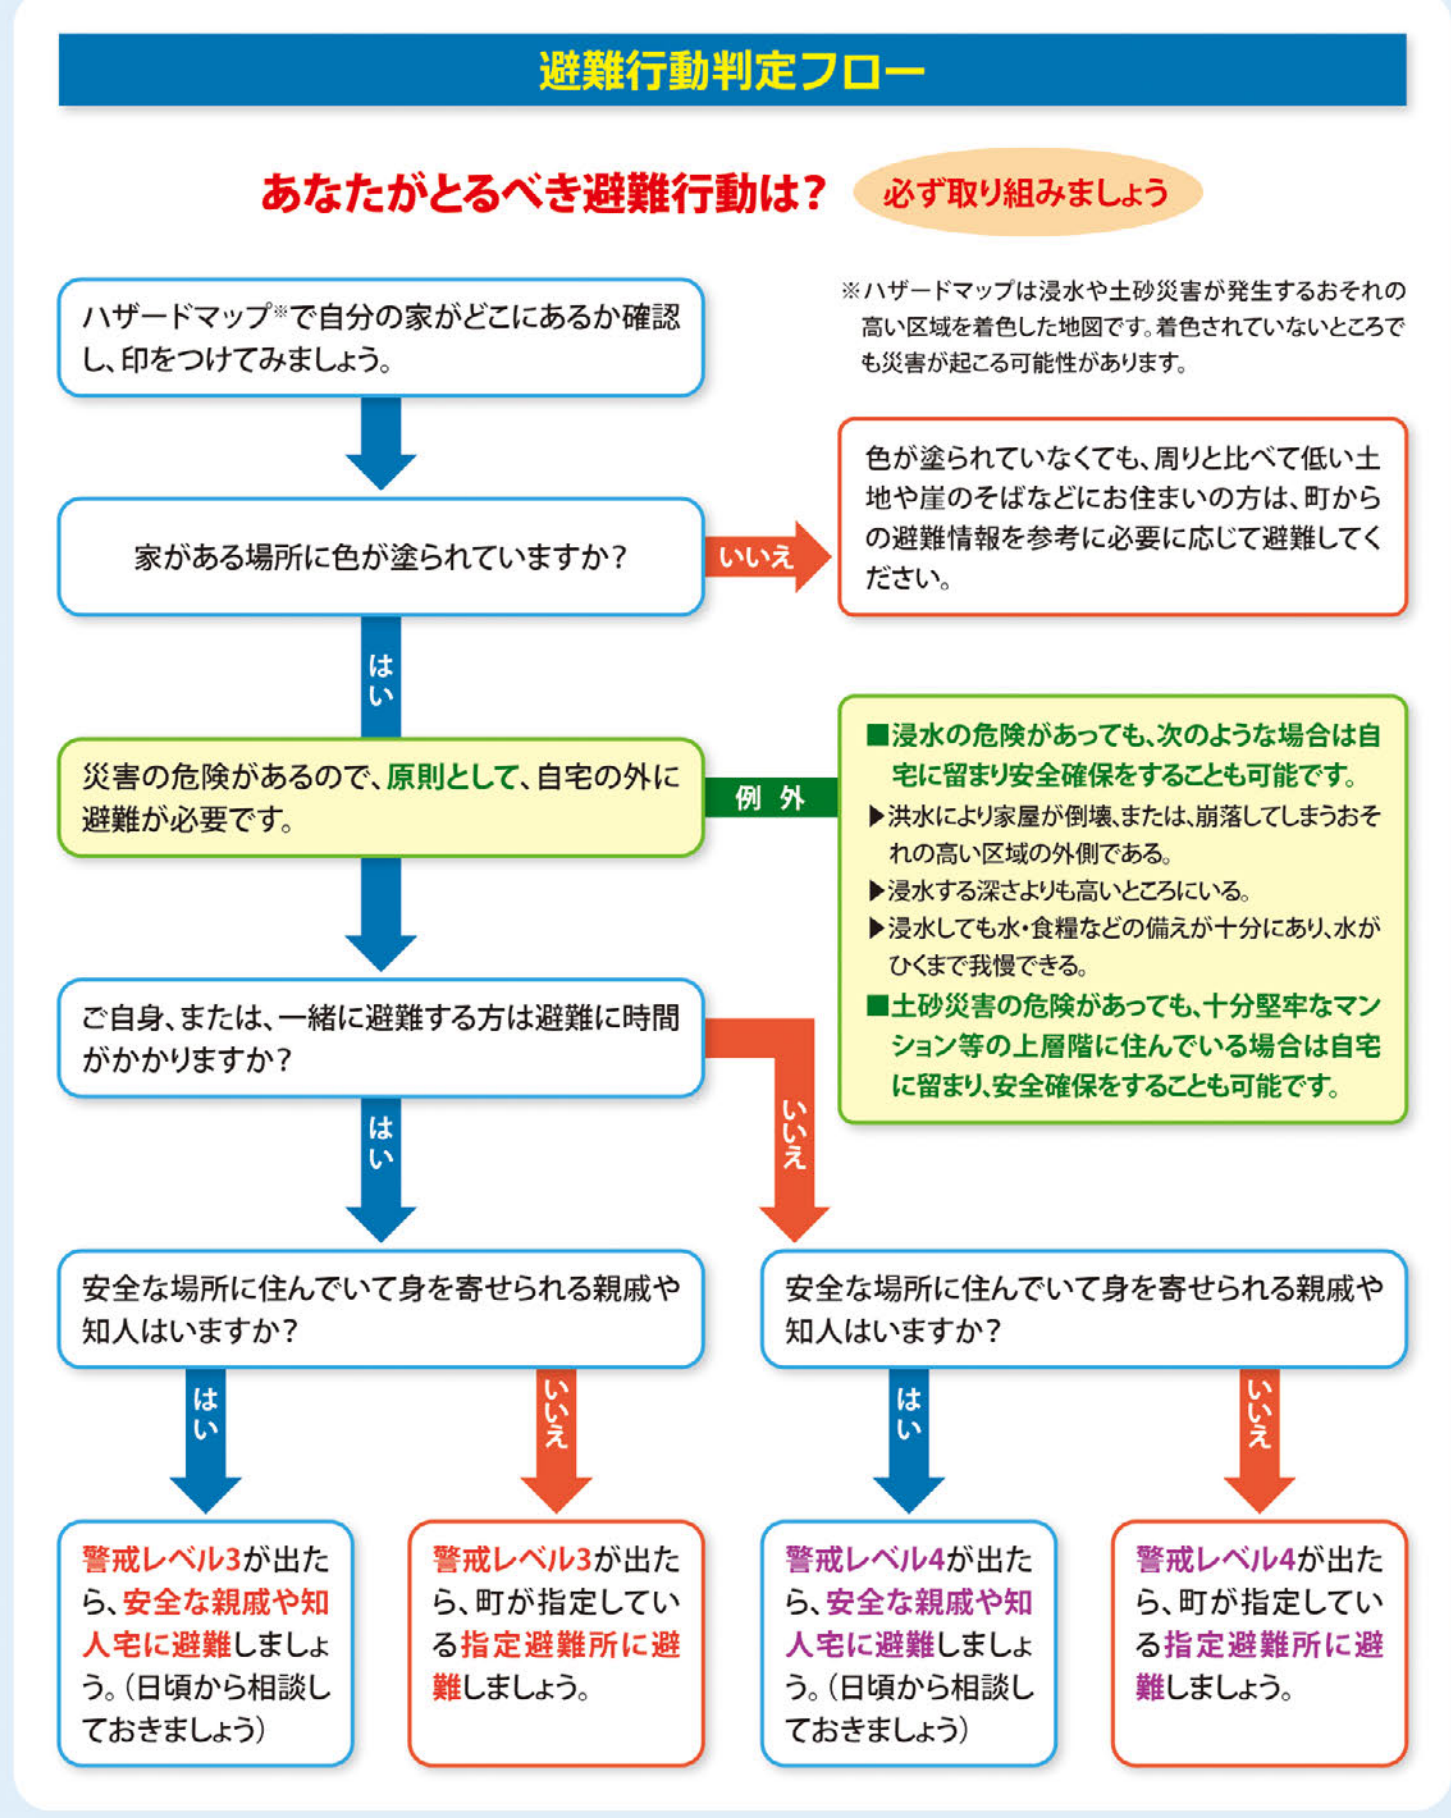 避難行動判定フロー
あなたがとるべき避難行動は？
必ず取り組みましょう
ハザードマップ※で自分の家がどこにあるか確認
し、印をつけてみましょう。
※ハザードマップは浸水や土砂災害が発生するおそれの
高い区域を着色した地図です。着色されていないところで
も災害が起こる可能性があります。
家がある場所に色が塗られていますか？
いいえ
色が塗られていなくても、周りと比べて低い土
地や崖のそばなどにお住まいの方は、町から
の避難情報を参考に必要に応じて避難してく
ださい。
はい
災害の危険があるので、原則として、自宅の外に
避難が必要です。
例外
■浸水の危険があっても、次のような場合は自
宅に留まり安全確保をすることも可能です。
▶洪水により家屋が倒壊、または、崩落してしまうおそ
れの高い区域の外側である。
▶浸水する深さよりも高いところにいる。
▶浸水しても水・食糧などの備えが十分にあり、水が
ひくまで我慢できる。
■土砂災害の危険があっても、十分堅牢なマン
ション等の上層階に住んでいる場合は自宅
に留まり、安全確保をすることも可能です。
ご自身、または、一緒に避難する方は避難に時間
がかかりますか？
はい
いいえ
安全な場所に住んでいて身を寄せられる親戚や
知人はいますか？
安全な場所に住んでいて身を寄せられる親戚や
知人はいますか？
はい
いいえ
はい
いいえ
警戒レベル3が出た
ら、安全な親戚や知
人宅に避難しましょ
う。（日頃から相談し
ておきましょう）
警戒レベル3が出た
ら、町が指定してい
る指定避難所に避
難しましょう。
警戒レベル4が出た
ら、安全な親戚や知
人宅に避難しましょ
う。（日頃から相談し
ておきましょう）
警戒レベル4が出た
ら、町が指定してい
る指定避難所に避
難しましょう。